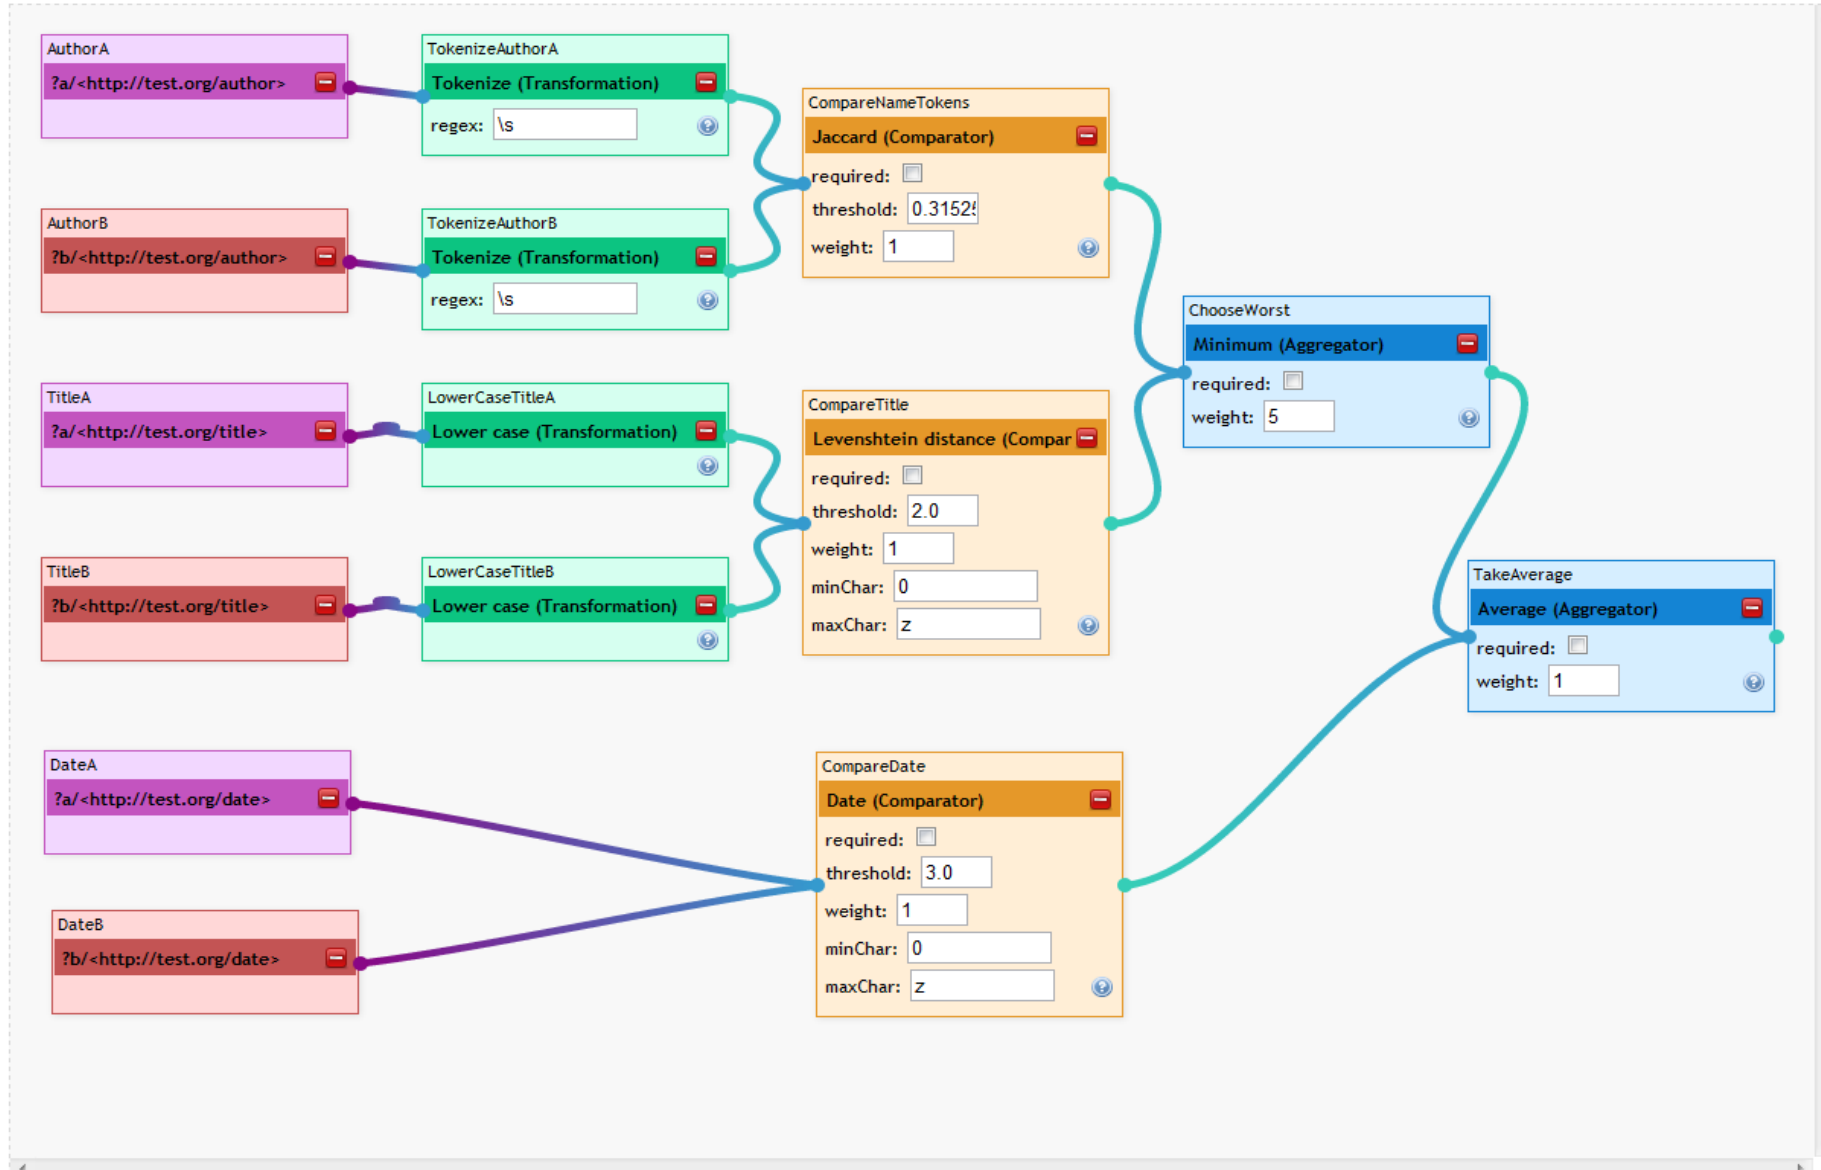 AuthorA
?a/<http://test.org/author>
TokenizeAuthorA
Tokenize (Transformation)
regex: \s
AuthorB
?b/<http://test.org/author>
TokenizeAuthorB
Tokenize (Transformation)
regex: \s
CompareNameTokens
Jaccard (Comparator)
required:
threshold: 0.3152
weight: 1
TitleA
?a/<http://test.org/title>
LowerCaseTitleA
Lower case (Transformation)
TitleB
?b/<http://test.org/title>
LowerCaseTitleB
Lower case (Transformation)
CompareTitle
Levenshtein distance (Compar
required:
threshold: 2.0
weight: 1
minChar: 0
maxChar: z
ChooseWorst
Minimum (Aggregator)
required:
weight: 5
DateA
?a/<http://test.org/date>
DateB
?b/<http://test.org/date>
CompareDate
Date (Comparator)
required:
threshold: 3.0
weight: 1
minChar: 0
maxChar: z
TakeAverage
Average (Aggregator)
required:
weight: 1